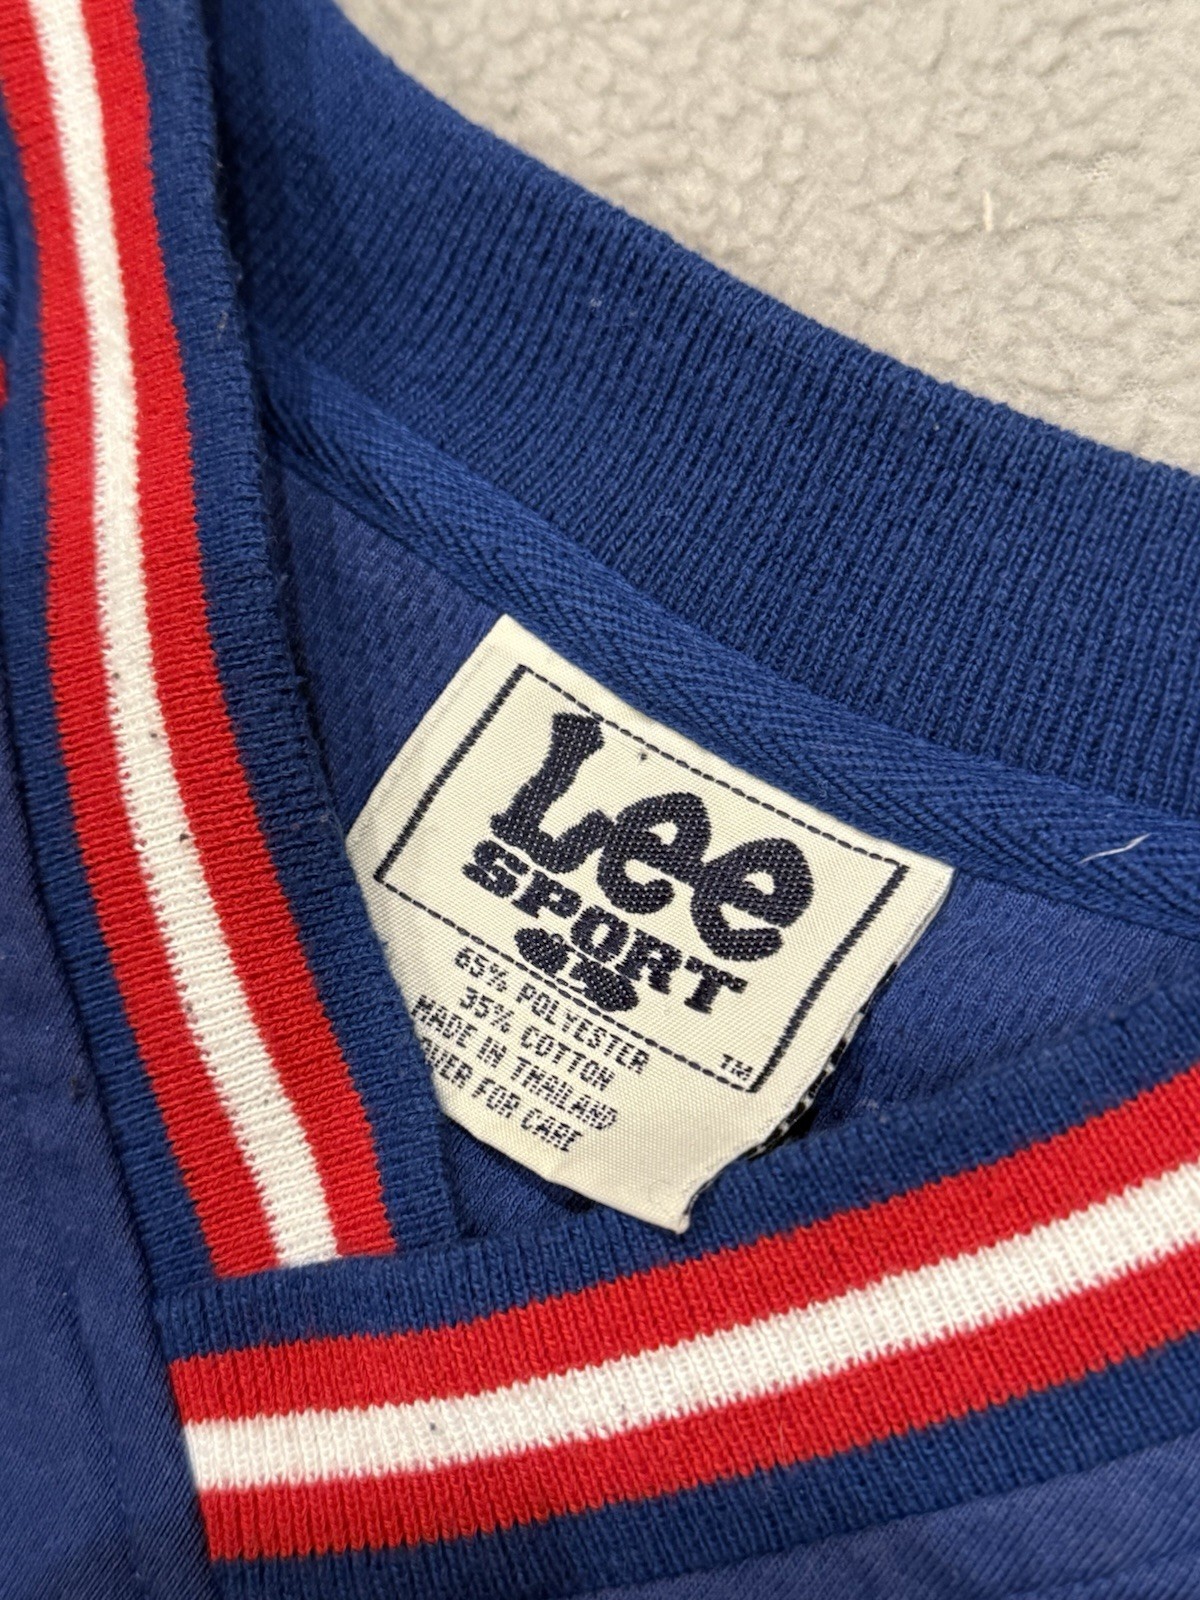 Lee
SPORT
TM
65% POLYESTER
35% COTTON
MADE IN THAILAND
FOR CARE